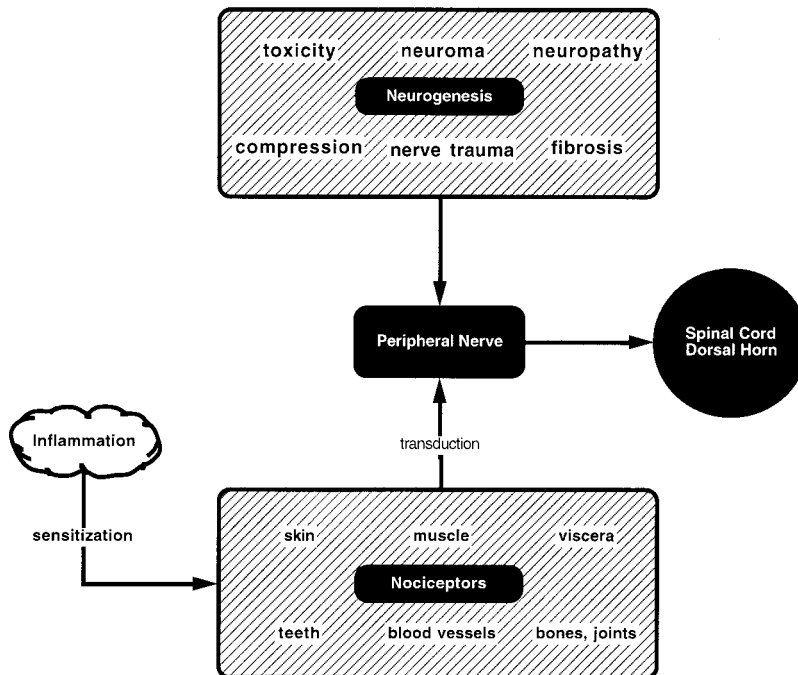 toxicity neuroma neuropathy
Neurogenesis
compression nerve trauma fibrosis
Peripheral Nerve
Spinal Cord
Dorsal Horn
Inflammation
transduction
sensitization
skin muscle viscera
Nociceptors
teeth blood vessels bones, joints